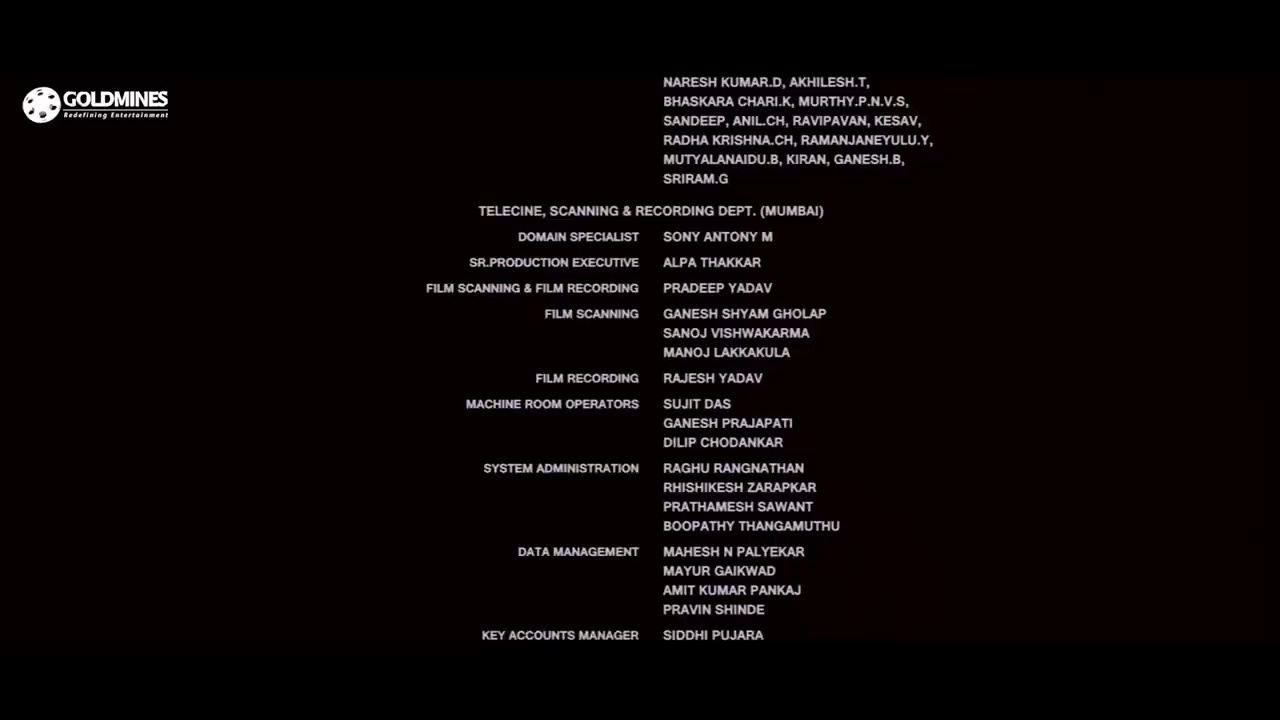 GOLDMINES
Redefining Entertainment
NARESH KUMAR.D, AKHILESH.T,
BHASKARA CHARI.K, MURTHY.P.N.V.S,
SANDEEP, ANIL.CH, RAVIPAVAN, KESAV,
RADHA KRISHNA.CH, RAMANJANEYULU.Y,
MUTYALANAIDU.B, KIRAN, GANESH.B,
SRIRAM.G
TELECINE, SCANNING & RECORDING DEPT. (MUMBAI)
DOMAIN SPECIALIST SONY ANTONY M
SR.PRODUCTION EXECUTIVE ALPA THAKKAR
FILM SCANNING & FILM RECORDING PRADEEP YADAV
FILM SCANNING GANESH SHYAM GHOLAP
SANOJ VISHWAKARMA
MANOJ LAKKAKULA
FILM RECORDING RAJESH YADAV
MACHINE ROOM OPERATORS SUJIT DAS
GANESH PRAJAPATI
DILIP CHODANKAR
SYSTEM ADMINISTRATION RAGHU RANGNATHAN
RHISHIKESH ZARAPKAR
PRATHAMESH SAWANT
BOOPATHY THANGAMUTHU
DATA MANAGEMENT MAHESH N PALYEKAR
MAYUR GAIKWAD
AMIT KUMAR PANKAJ
PRAVIN SHINDE
KEY ACCOUNTS MANAGER SIDDHI PUJARA